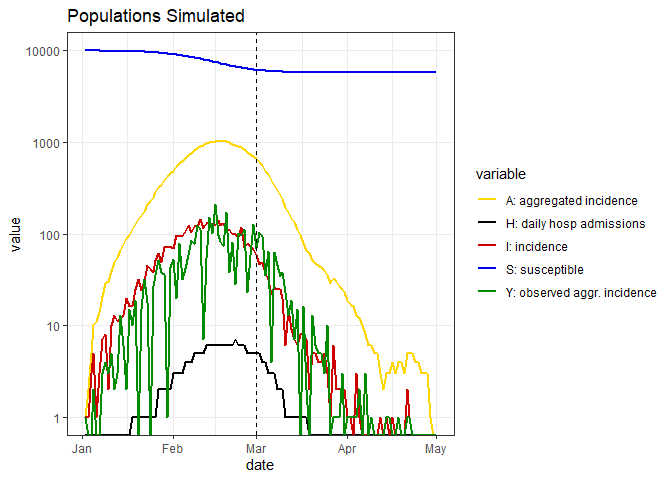 Populations Simulated
10000
1000
100
10
1
value
Jan Feb Mar Apr May
date
variable
A: aggregated incidence
H: daily hosp admissions
I: incidence
S: susceptible
Y: observed aggr. incidence